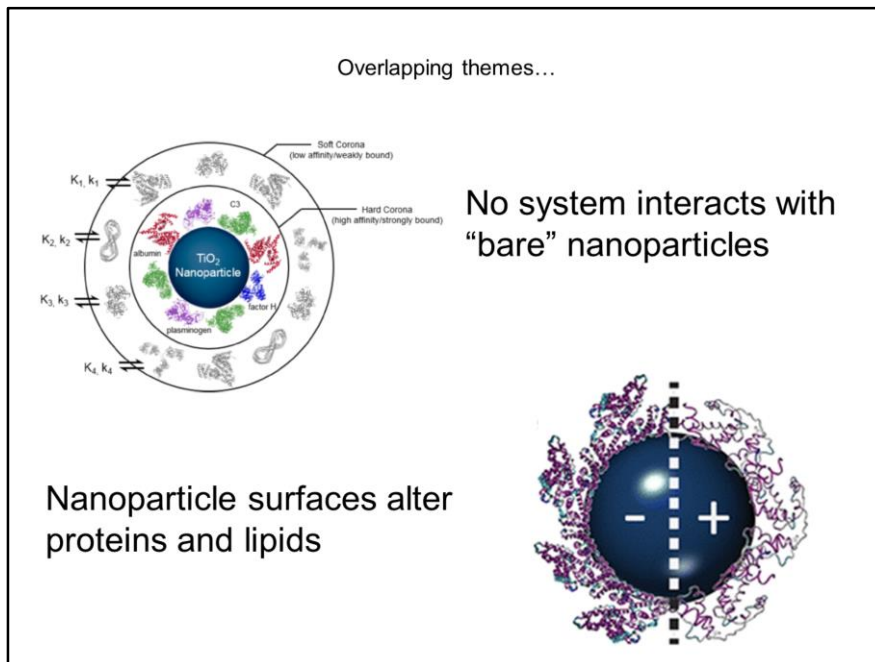 Overlapping themes…
Soft Corona
(low affinity/weakly bound)
K₁, k₁
C3
Hard Corona
(high affinity/strongly bound)
K₂, k₂
albumin
TiO₂
Nanoparticle
K₃, k₃
factor H
plasminogen
K₄, k₄
No system interacts with
“bare” nanoparticles
Nanoparticle surfaces alter
proteins and lipids
- +